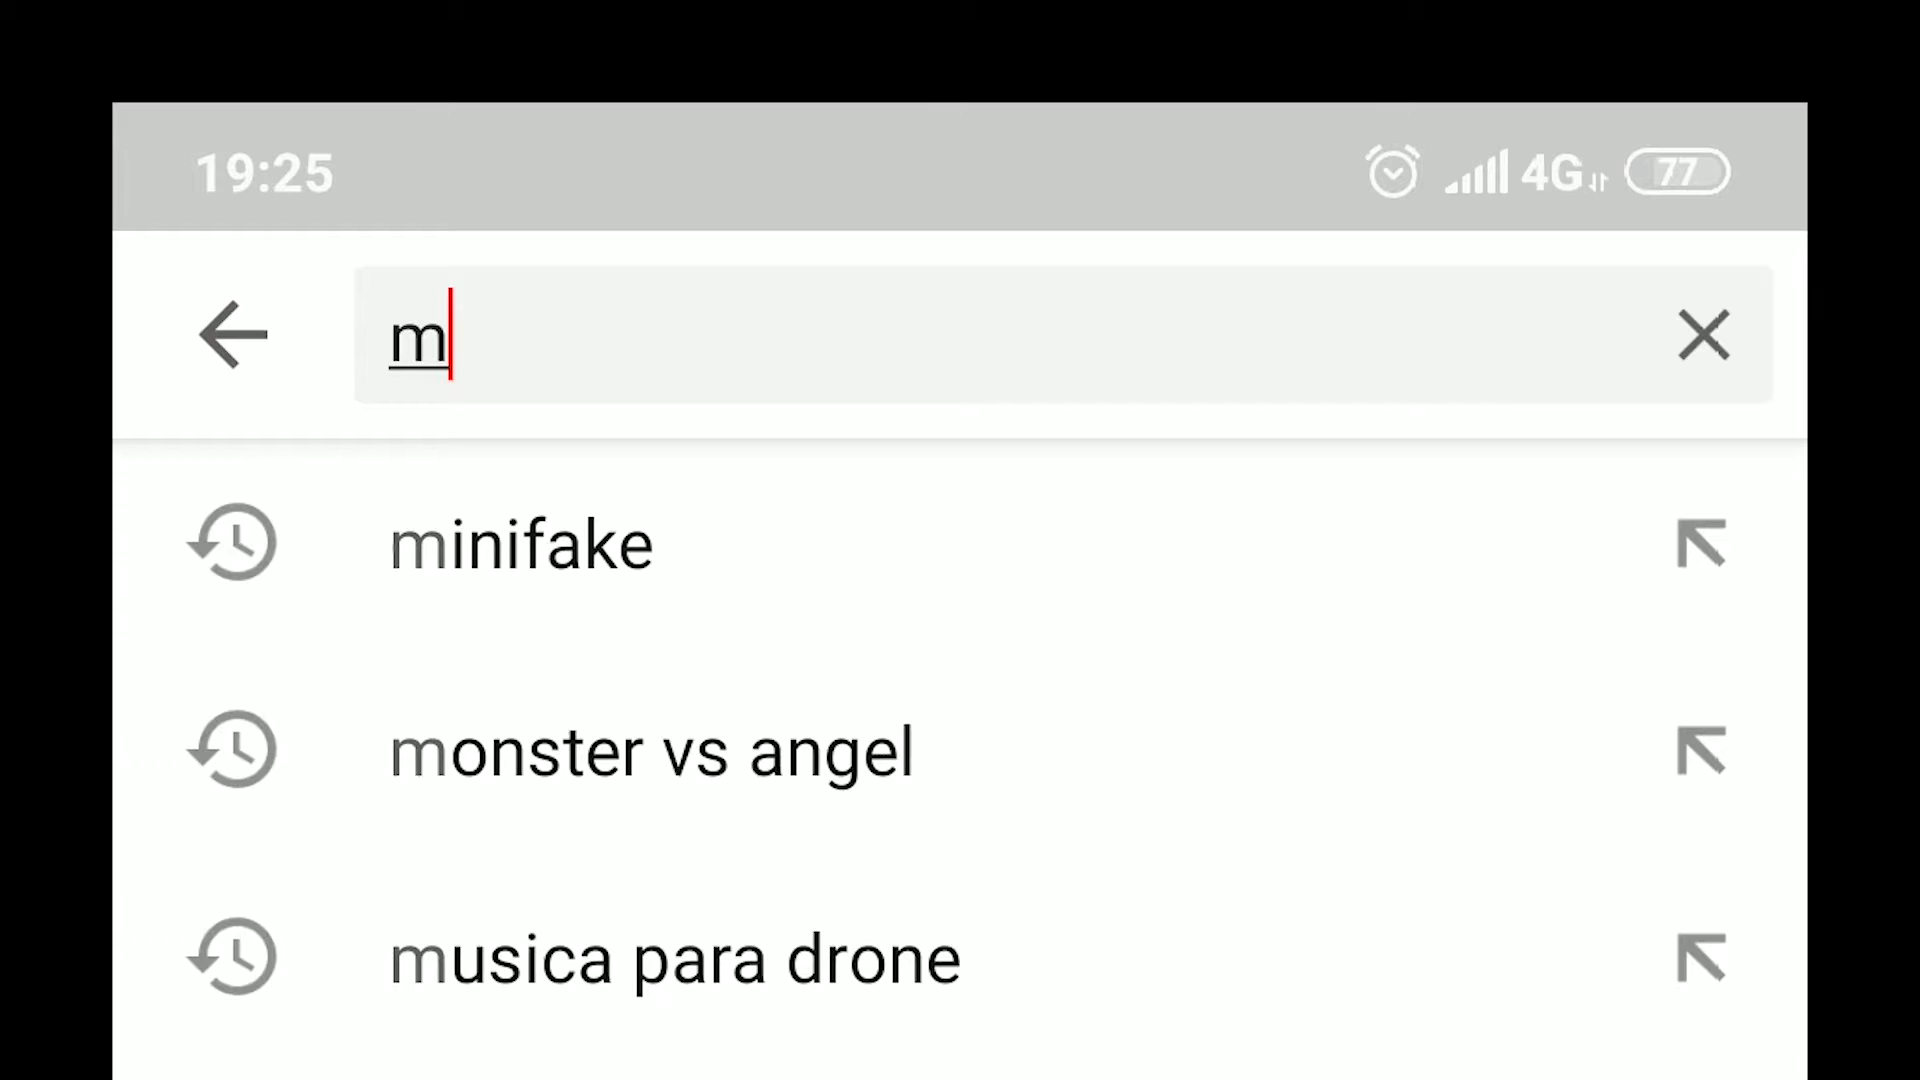 19:25 4G 77
m
minifake
monster vs angel
musica para drone